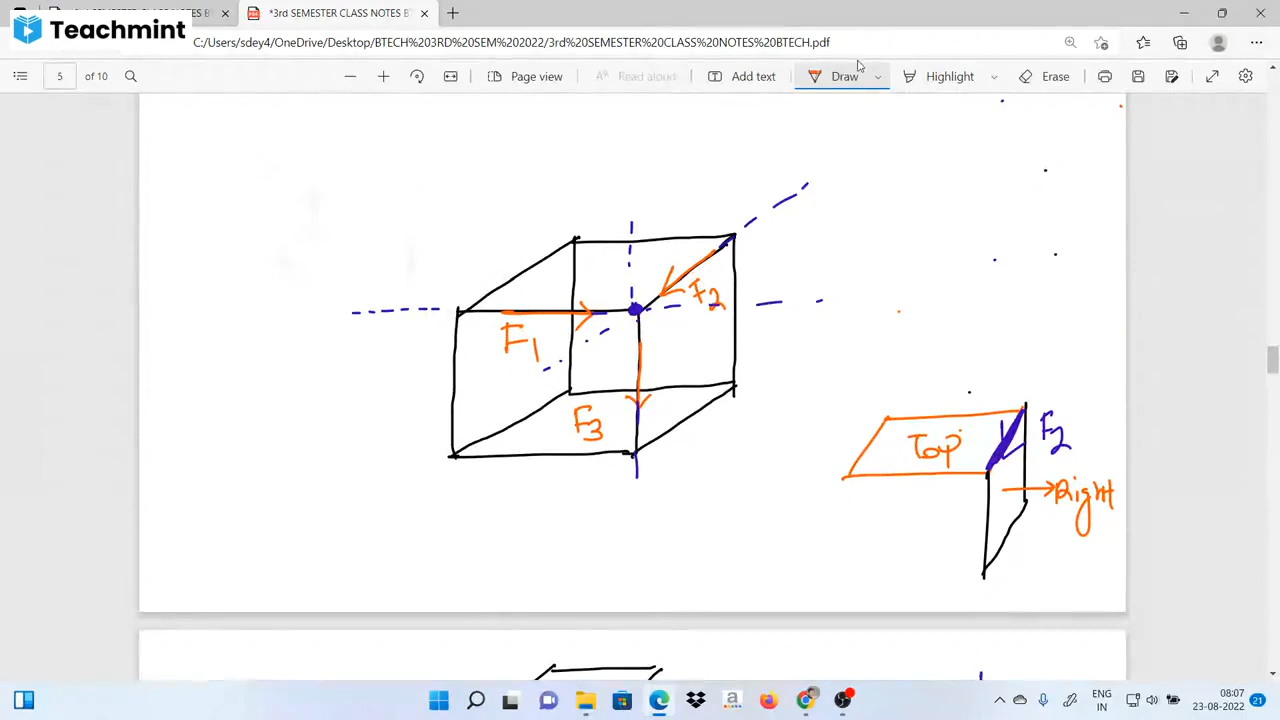 *3rd SEMESTER CLASS NOTES BT
Teachmint
C:/Users/sdey4/OneDrive/Desktop/BTECH%203RD%20SEM%202022/3rd%20SEMESTER%20CLASS%20NOTES%20BTECH.pdf
5 of 10
Page view
Read aloud
Add text
Draw
Highlight
Erase
F2
F1
F3
Top
F2
Right
ENG
IN
08:07
23-08-2022
21